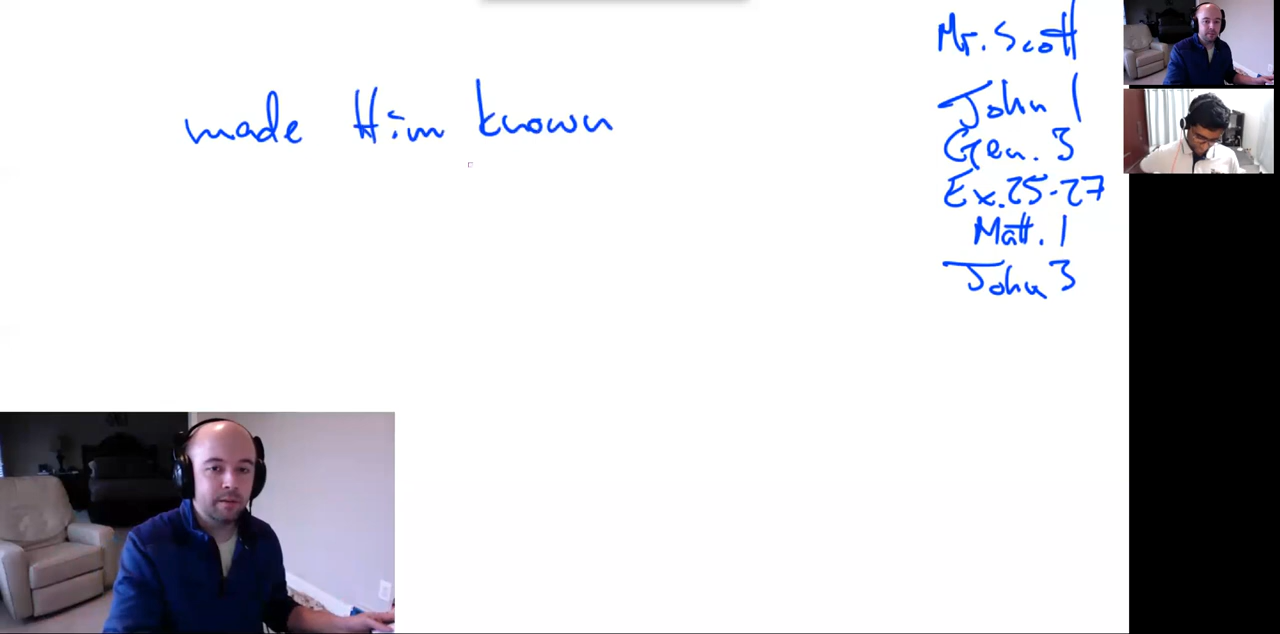 made Him known
Mr. Scott
John 1
Gen. 3
Ex. 25-27
Matt. 1
John 3